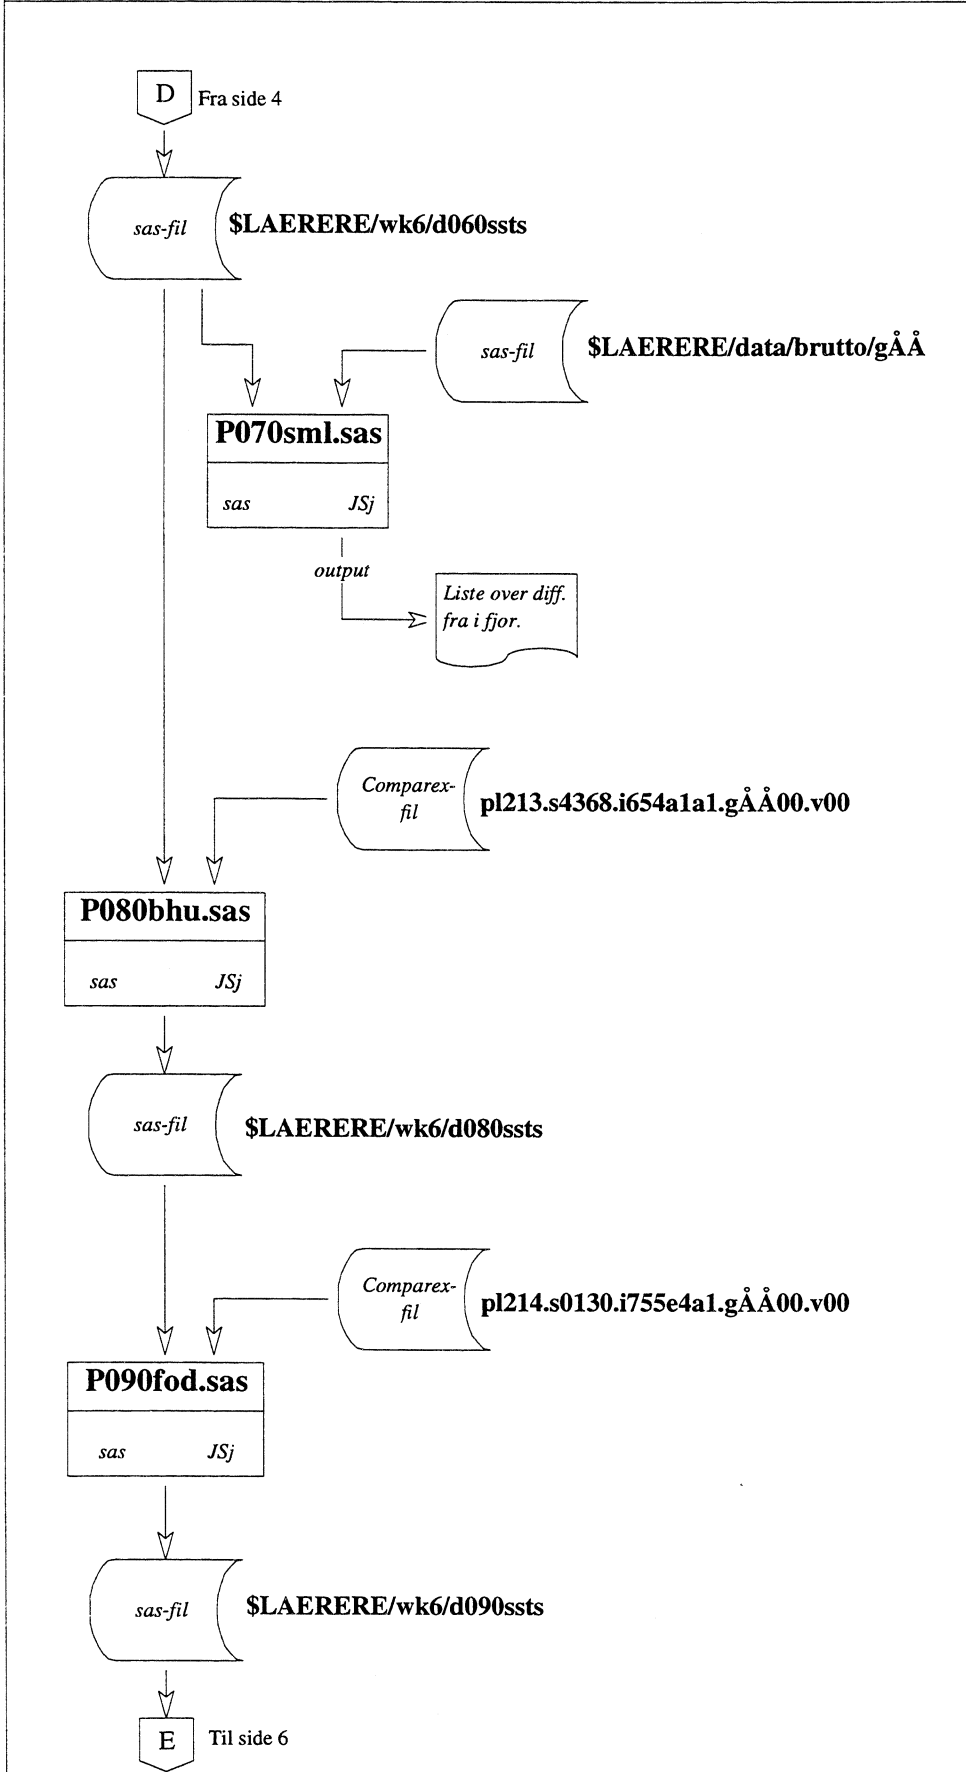 D
Fra side 4
sas-fil
$LAERERE/wk6/d060ssts
sas-fil
$LAERERE/data/brutto/gÅÅ
P070sml.sas
sas JSj
output
Liste over diff.
fra i fjor.
Comparex-
fil
pl213.s4368.i654a1a1.gÅÅ00.v00
P080bhu.sas
sas JSj
sas-fil
$LAERERE/wk6/d080ssts
Comparex-
fil
pl214.s0130.i755e4a1.gÅÅ00.v00
P090fod.sas
sas JSj
sas-fil
$LAERERE/wk6/d090ssts
E
Til side 6